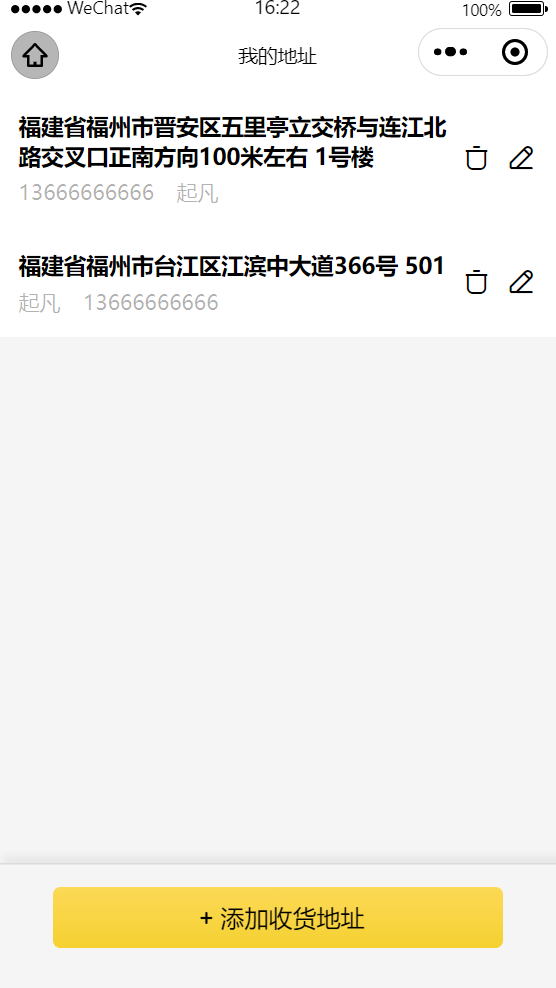 WeChat 16:22 100%
我的地址
福建省福州市晋安区五里亭立交桥与连江北
路交叉口正南方向100米左右 1号楼
13666666666 起凡
福建省福州市台江区江滨中大道366号 501
起凡 13666666666
+ 添加收货地址